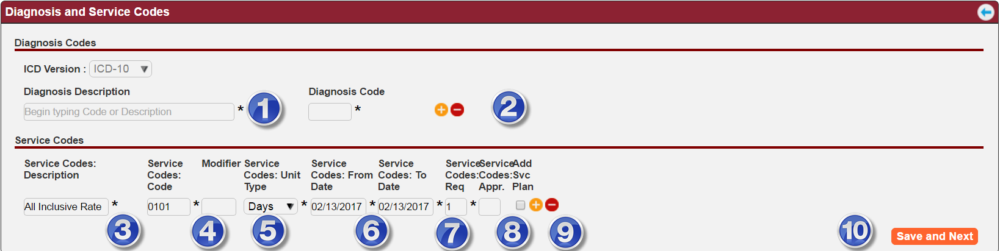 Diagnosis and Service Codes
Diagnosis Codes
ICD Version : ICD-10
Diagnosis Description Diagnosis Code
Begin typing Code or Description * 1 * 2
Service Codes
Service Codes: Service Modifier Service Service Service Service Service Add
Description Codes: Codes: Unit Codes: From Codes: To Codes: Codes: Svc
Code Type Date Date Req Appr. Plan
All Inclusive Rate * 0101 * Days * 02/13/2017 * 02/13/2017 * 1 *
3 4 5 6 7 8 9 10 Save and Next